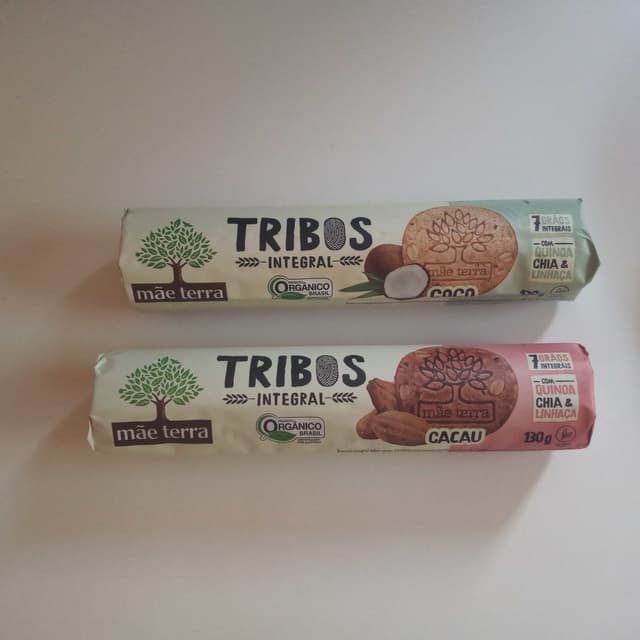 mãe terra
TRIBOS
INTEGRAL
ORGÂNICO
BRASIL
mãe terra
COCO
7 GRÃOS
INTEGRAIS
COM
QUINOA
CHIA &
LINHAÇA
130g
mãe terra
TRIBOS
INTEGRAL
ORGÂNICO
BRASIL
mãe terra
CACAU
7 GRÃOS
INTEGRAIS
COM
QUINOA
CHIA &
LINHAÇA
130g